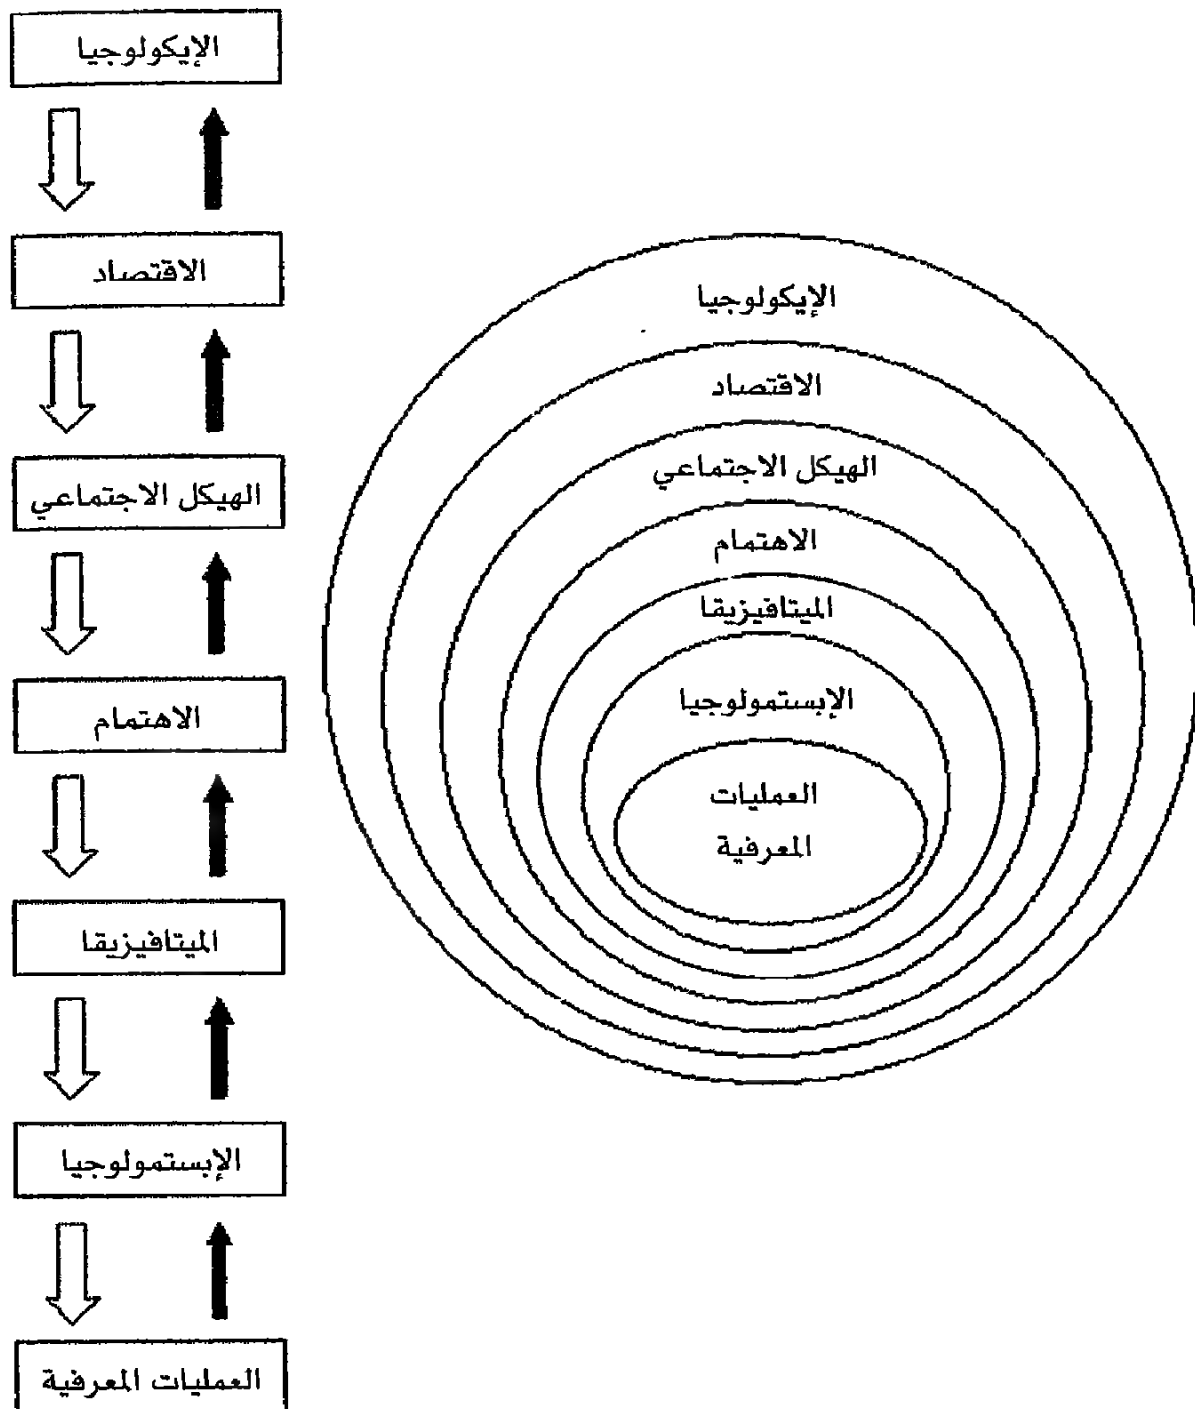 الإيكولوجيا
الاقتصاد
الهيكل الاجتماعي
الاهتمام
الميتافيزيقا
الإبستمولوجيا
العمليات المعرفية
الإيكولوجيا
الاقتصاد
الهيكل الاجتماعي
الاهتمام
الميتافيزيقا
الإبستمولوجيا
العمليات
المعرفية